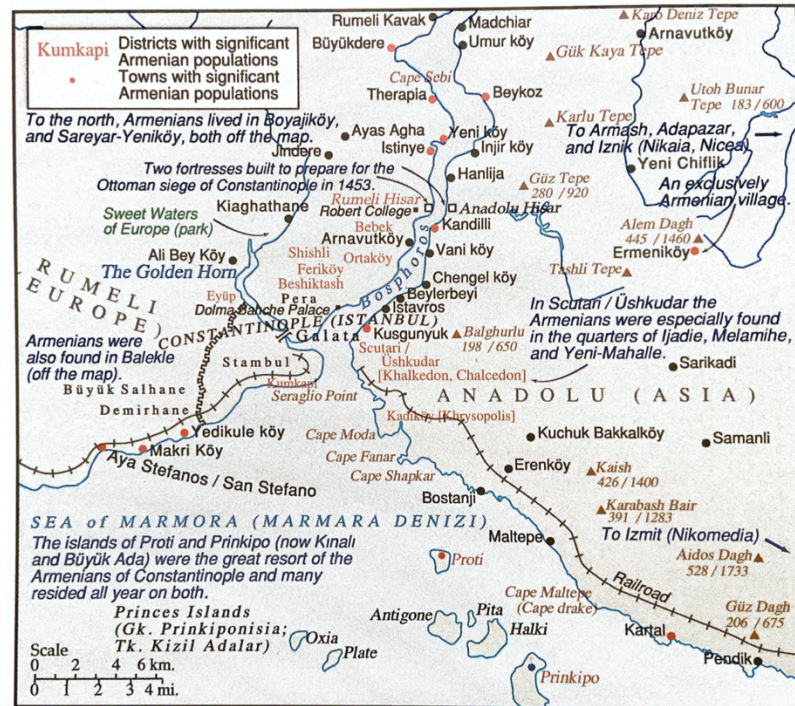 Kumkapi
Districts with significant
Armenian populations
Towns with significant
Armenian populations
To the north, Armenians lived in Boyajiköy,
and Sareyar-Yeniköy, both off the map.
Rumeli Kavak
Madchiar
Büyükdere
Umur köy
Karo Deniz Tepe
Arnavutköy
Gük Kaya Tepe
Cape Sebi
Therapia
Beykoz
Utoh Bunar
Tepe 183/600
Karlu Tepe
To Armash, Adapazar,
and Iznik (Nikaia, Nicea)
Ayas Agha
Yeni köy
Istinye
Jindere
Injir köy
Yeni Chiflik
Two fortresses built to prepare for the
Ottoman siege of Constantinople in 1453.
Hanlija
Güz Tepe
280 / 920
An exclusively
Armenian village.
Kiaghathane
Rumeli Hisar
Robert College
Anadolu Hisar
Sweet Waters
of Europe (park)
Bebek
Kandilli
Alem Dagh
445 / 1460
Arnavutköy
Ermeniköy
Ali Bey Köy
Shishli
Ortaköy
Vani köy
Feriköy
The Golden Horn
Beshiktash
Bosphoros
Tashli Tepe
Chengel köy
RUMELI
(EUROPE)
Eyüp
Pera
Beylerbeyi
Dolma Bahche Palace
Istavros
In Scutari / Üshkudar the
Armenians were especially found
in the quarters of Ijadie, Melamihe,
and Yeni-Mahalle.
CONSTANTINOPLE (ISTANBUL)
Galata
Kusgunyuk
Balghurlu
198 / 650
Armenians were
also found in Balekle
(off the map).
Stambul
Scutari /
Üshkudar
[Khalkedon, Chalcedon]
Sarikadi
Kumkapi
Seraglio Point
ANADOLU (ASIA)
Büyük Salhane
Demirhane
Kadiköy [Khrysopolis]
Yedikule köy
Cape Moda
Kuchuk Bakkalköy
Samanli
Makri Köy
Aya Stefanos / San Stefano
Cape Fanar
Erenköy
Kaish
426 / 1400
Cape Shapkar
Bostanji
Karabash Bair
391 / 1283
SEA of MARMORA (MARMARA DENIZI)
The islands of Proti and Prinkipo (now Kınalı
and Büyük Ada) were the great resort of the
Armenians of Constantinople and many
resided all year on both.
Maltepe
To Izmit (Nikomedia)
Aidos Dagh
528 / 1733
Proti
Railroad
Cape Maltepe
(Cape drake)
Princes Islands
(Gk. Prinkiponisia;
Tk. Kizil Adalar)
Antigone
Pita
Halki
Güz Dagh
206 / 675
Oxia
Plate
Kartal
Scale
0 2 4 6 km.
0 1 2 3 4 mi.
Prinkipo
Pendik